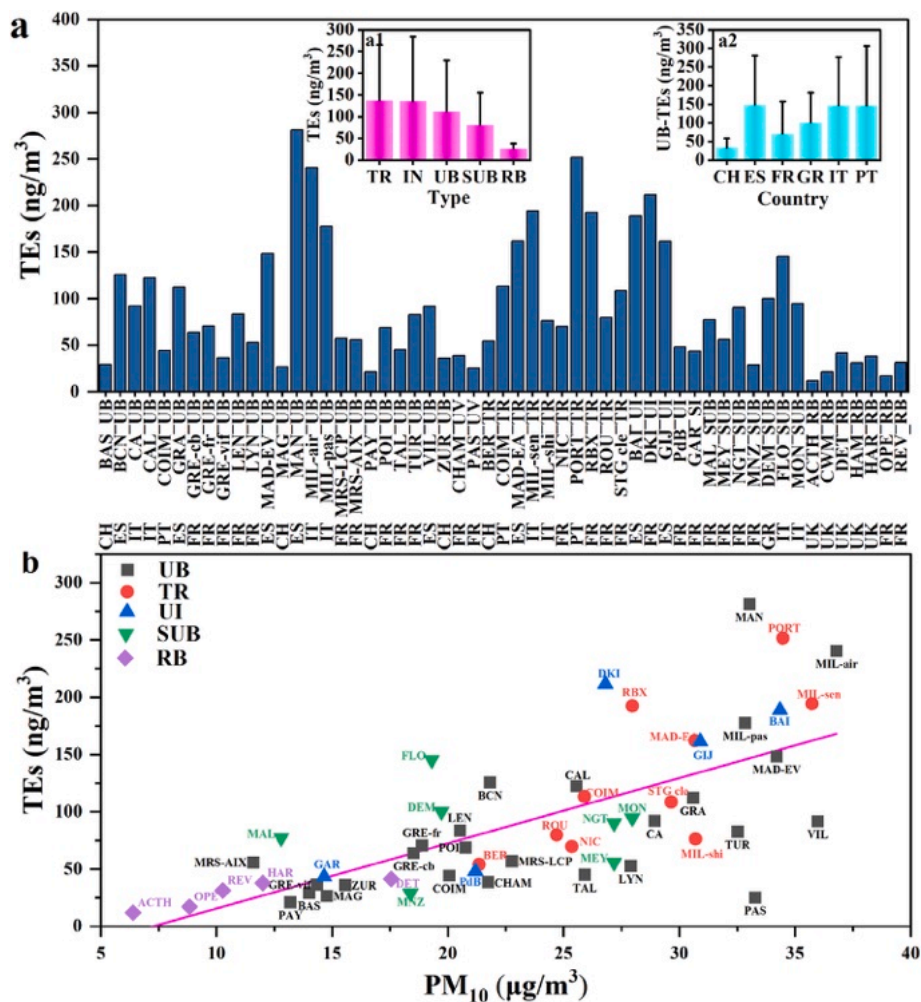 a
TEs (ng/m³)
400
350
300
250
200
150
100
50
0
a1
TEs (ng/m³)
300
250
200
150
100
50
0
TR IN UB SUB RB
Type
a2
UB-TEs (ng/m³)
350
300
250
200
150
100
50
0
CH ES FR GR IT PT
Country
BAS_UB BCN_UB CA_UB CAL_UB COIM_UB GRA_UB GRE-cb_UB GRE-fr_UB GRE-vif_UB LEN_UB LYN_UB MAD-EV_UB MAG_UB MAN_UB MIL-air_UB MIL-pas_UB MRS-LCP_UB MRS-AIX_UB PAY_UB POI_UB TAL_UB TUR_UB VIL_UB ZUR_UB CHAM_UV PAS_UV BER_TR COIM_TR MAD-EA_TR MIL-sen_TR MIL-shi_TR NIC_TR PORT_TR RBX_TR ROU_TR STG cle_TR BAI_UI DKI_UI GIJ_UI PdB_UI GAR_SI MAL_SUB MEY_SUB NGT_SUB MNZ_SUB DEM_SUB FLO_SUB MON_SUB ACTH_RB CWM_RB DET_RB HAR_RB HAR_RB OPE_RB REV_RB
CH ES IT IT PT ES FR FR FR FR FR ES CH ES IT IT FR FR CH FR FR IT ES CH FR FR CH PT ES IT IT FR PT FR FR FR ES FR ES FR FR FR FR FR FR GR IT IT UK UK UK UK UK FR FR
b
TEs (ng/m³)
300
250
200
150
100
50
0
UB
TR
UI
SUB
RB
MAN
PORT
MIL-air
DKI
RBX
MIL-sen
BAI
MAD-E
GIJ
MIL-pas
MAD-EV
FLO
BCN
CAL
COIM
STG cle
GRA
DEM
LEN
NGT
MON
CA
VIL
MAL
GRE-fr
POI
ROU
NIC
TUR
MIL-shi
MRS-AIX
GAR
GRE-cb
BER
MRS-LCP
MEY
HAR
REV
GRE-vif
ZUR
DET
COIM
PdB
CHAM
TAL
LYN
ACTH
OPE
PAY
BAS
MAG
MNZ
PAS
5 10 15 20 25 30 35 40
PM₁₀ (μg/m³)